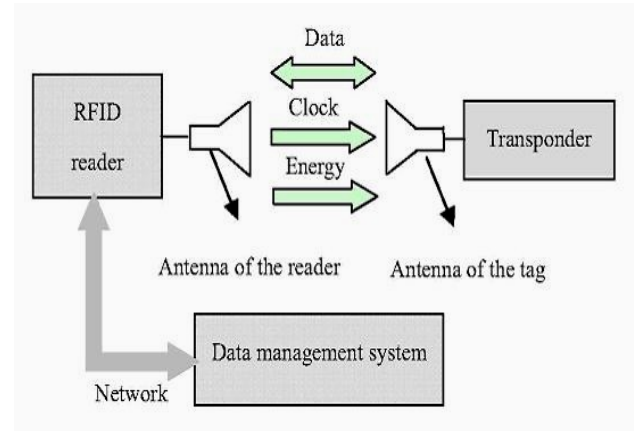 Data
RFID
reader
Clock
Transponder
Energy
Antenna of the reader
Antenna of the tag
Data management system
Network